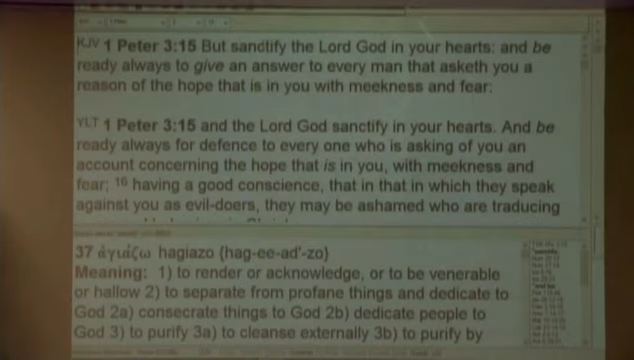 KJV 1 Peter 3:15 But sanctify the Lord God in your hearts: and be
ready always to give an answer to every man that asketh you a
reason of the hope that is in you with meekness and fear:
YLT 1 Peter 3:15 and the Lord God sanctify in your hearts. And be
ready always for defence to every one who is asking of you an
account concerning the hope that is in you, with meekness and
fear; 16 having a good conscience, that in that in which they speak
against you as evil-doers, they may be ashamed who are traducing
37 ἁγιάζω hagiazo {hag-ee-ad'-zo}
Meaning: 1) to render or acknowledge, or to be venerable
or hallow 2) to separate from profane things and dedicate to
God 2a) consecrate things to God 2b) dedicate people to
God 3) to purify 3a) to cleanse externally 3b) to purify by